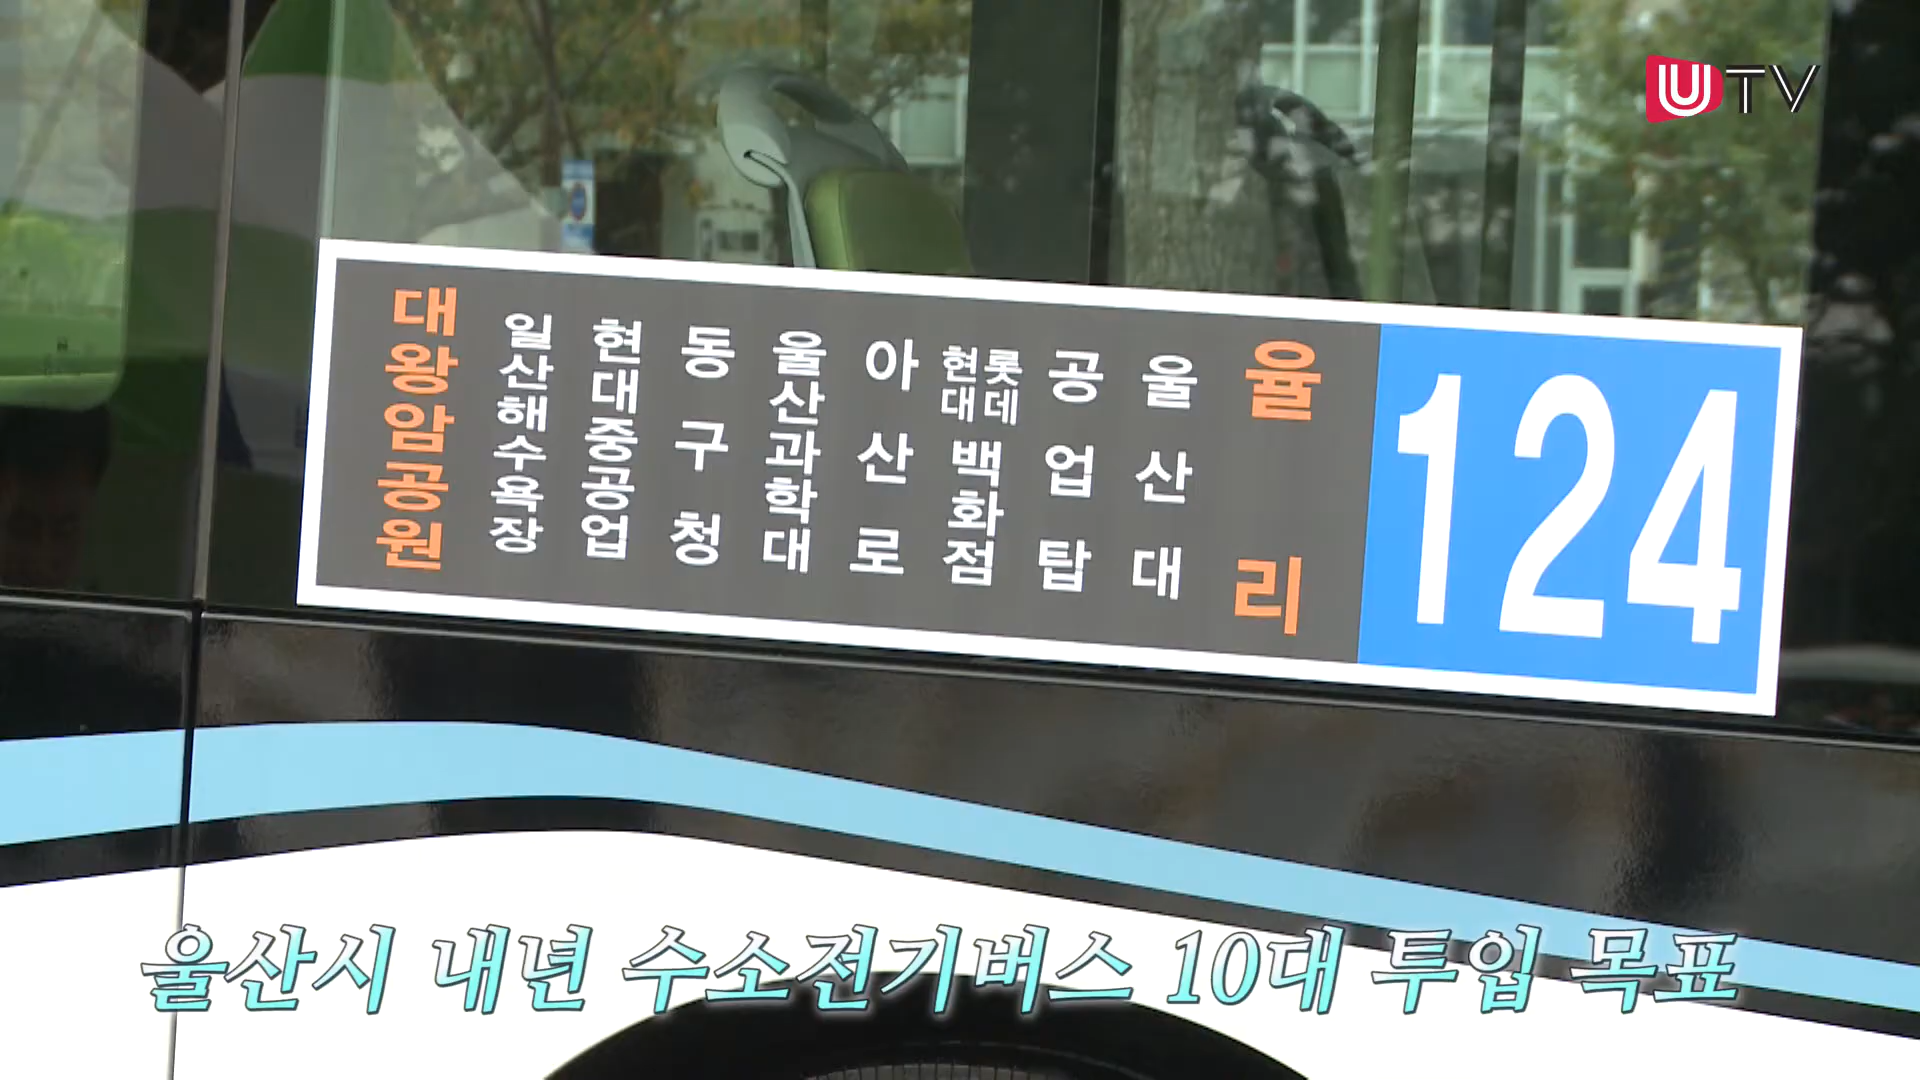 UTV
대왕암공원
일산해수욕장
현대중공업
동구청
울산과학대
아산로
현대
롯데
백화점
공업탑
울산대
율리
124
울산시 내년 수소전기버스 10대 투입 목표